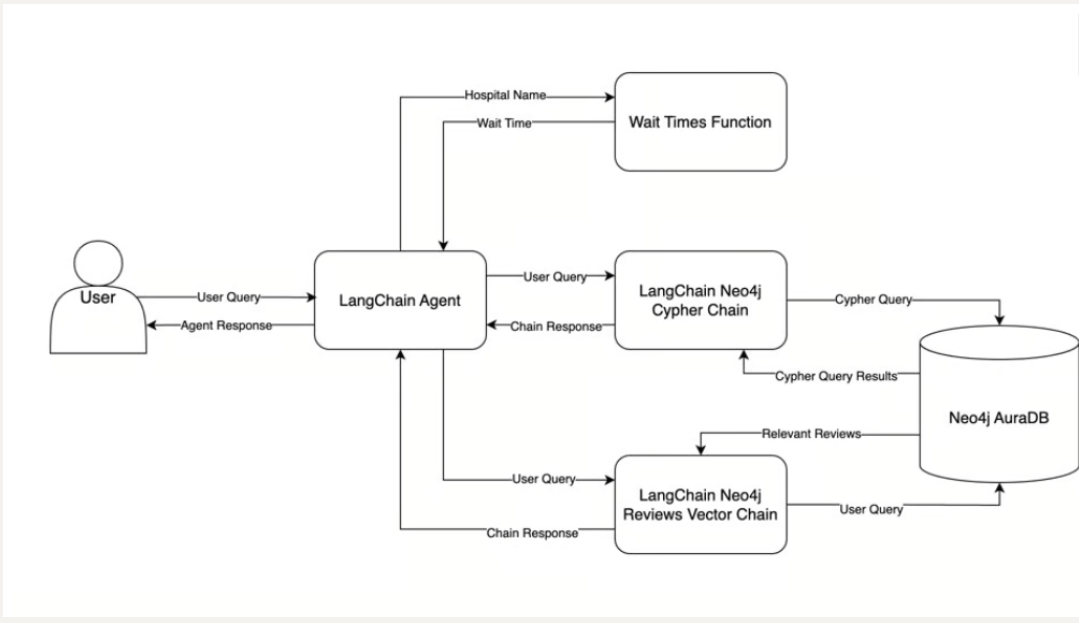 Hospital Name
Wait Time
Wait Times Function
User
User Query
Agent Response
LangChain Agent
User Query
Chain Response
LangChain Neo4j
Cypher Chain
Cypher Query
Cypher Query Results
Neo4j AuraDB
Relevant Reviews
User Query
Chain Response
LangChain Neo4j
Reviews Vector Chain
User Query